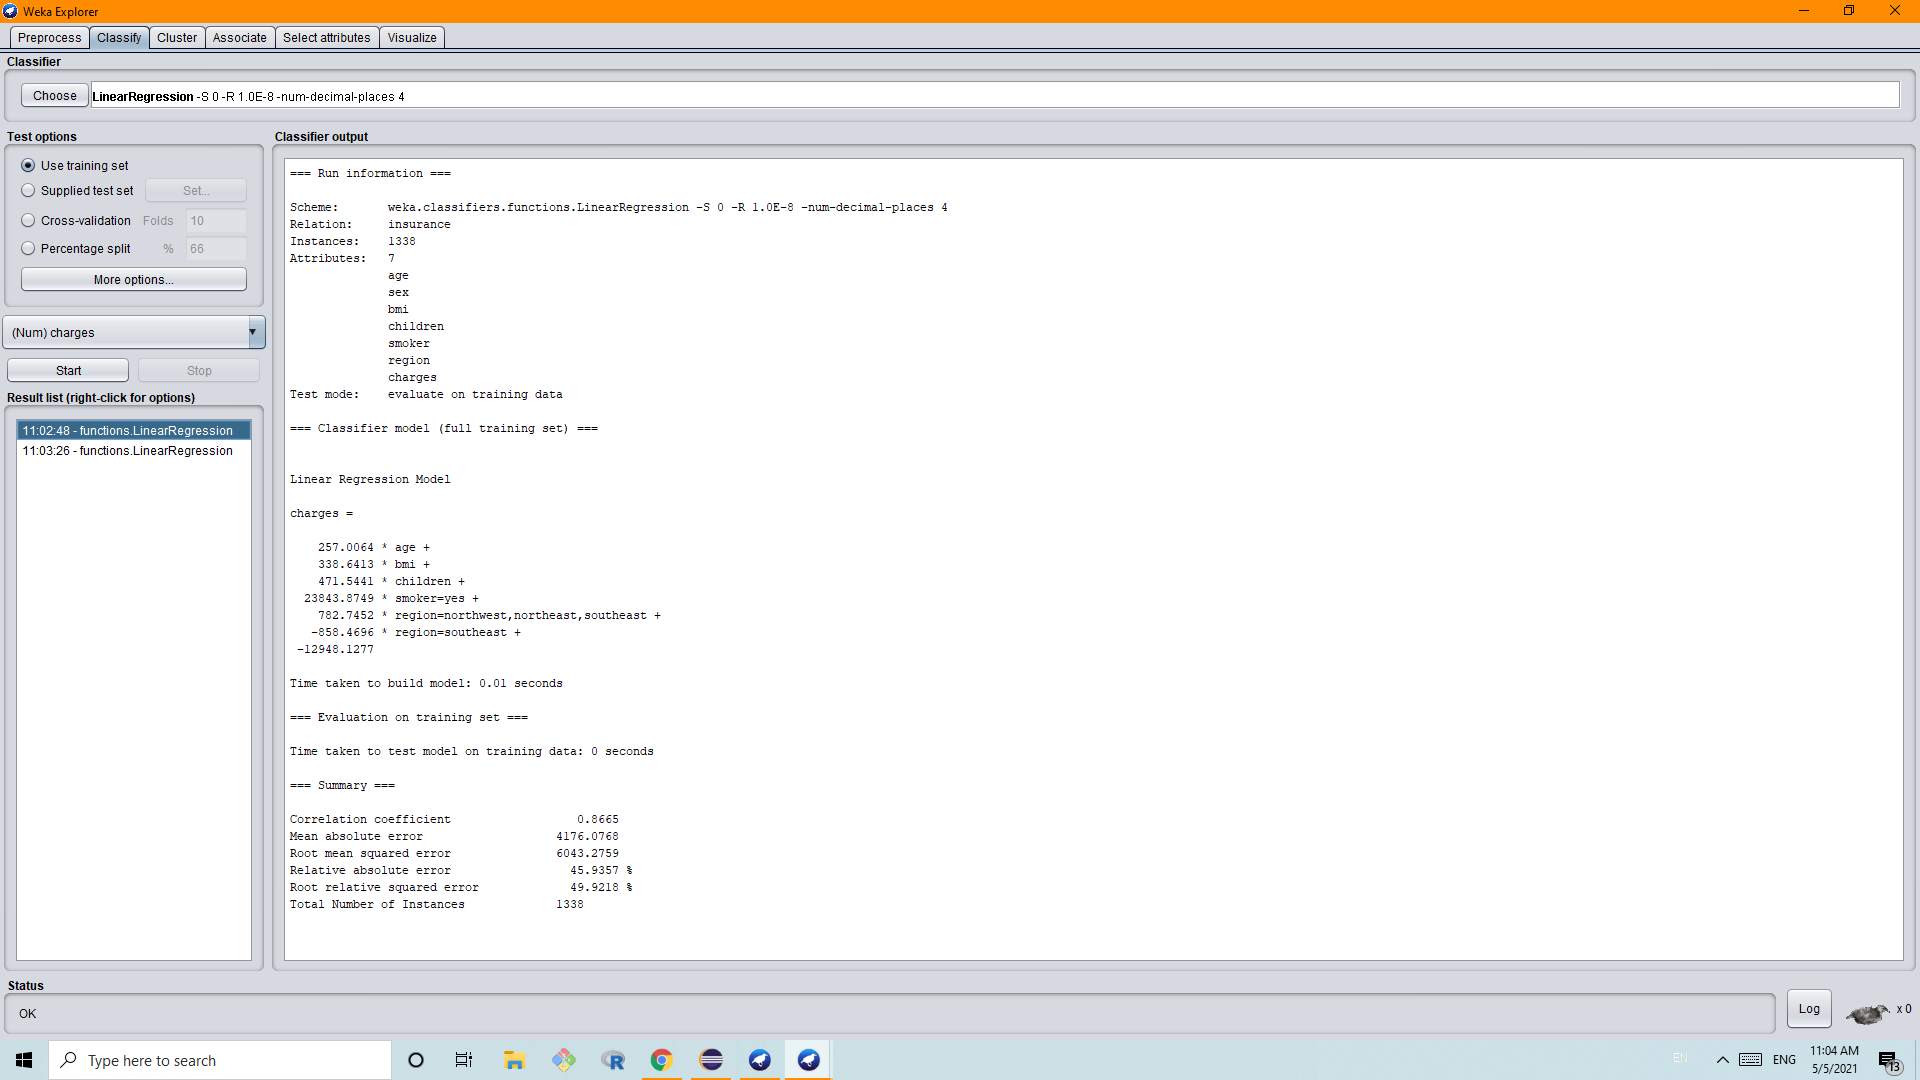 Weka Explorer
Preprocess Classify Cluster Associate Select attributes Visualize
Classifier
Choose LinearRegression -S 0 -R 1.0E-8 -num-decimal-places 4
Test options
Use training set
Supplied test set Set...
Cross-validation Folds 10
Percentage split % 66
More options...
(Num) charges
Start Stop
Result list (right-click for options)
11:02:48 - functions.LinearRegression
11:03:26 - functions.LinearRegression
Classifier output
=== Run information ===
Scheme: weka.classifiers.functions.LinearRegression -S 0 -R 1.0E-8 -num-decimal-places 4
Relation: insurance
Instances: 1338
Attributes: 7
age
sex
bmi
children
smoker
region
charges
Test mode: evaluate on training data
=== Classifier model (full training set) ===
Linear Regression Model
charges =
257.0064 * age +
338.6413 * bmi +
471.5441 * children +
23843.8749 * smoker=yes +
782.7452 * region=northwest,northeast,southeast +
-858.4696 * region=southeast +
-12948.1277
Time taken to build model: 0.01 seconds
=== Evaluation on training set ===
Time taken to test model on training data: 0 seconds
=== Summary ===
Correlation coefficient 0.8665
Mean absolute error 4176.0768
Root mean squared error 6043.2759
Relative absolute error 45.9357 %
Root relative squared error 49.9218 %
Total Number of Instances 1338
Status
OK
Log x 0
Type here to search
R
EN
ENG
11:04 AM
5/5/2021
13